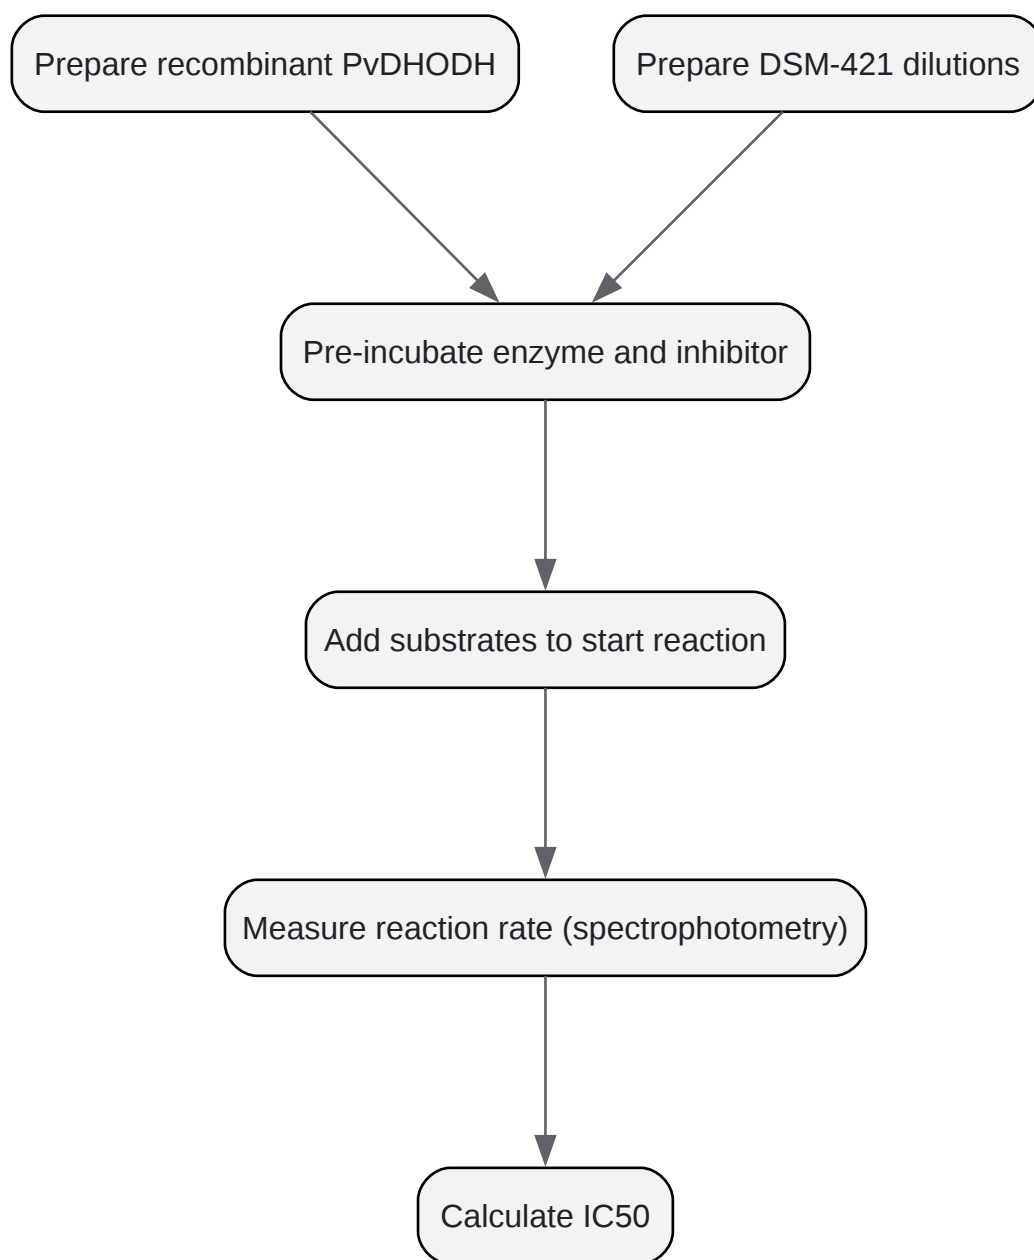 Prepare recombinant PvDHODH
Prepare DSM-421 dilutions
Pre-incubate enzyme and inhibitor
Add substrates to start reaction
Measure reaction rate (spectrophotometry)
Calculate IC50